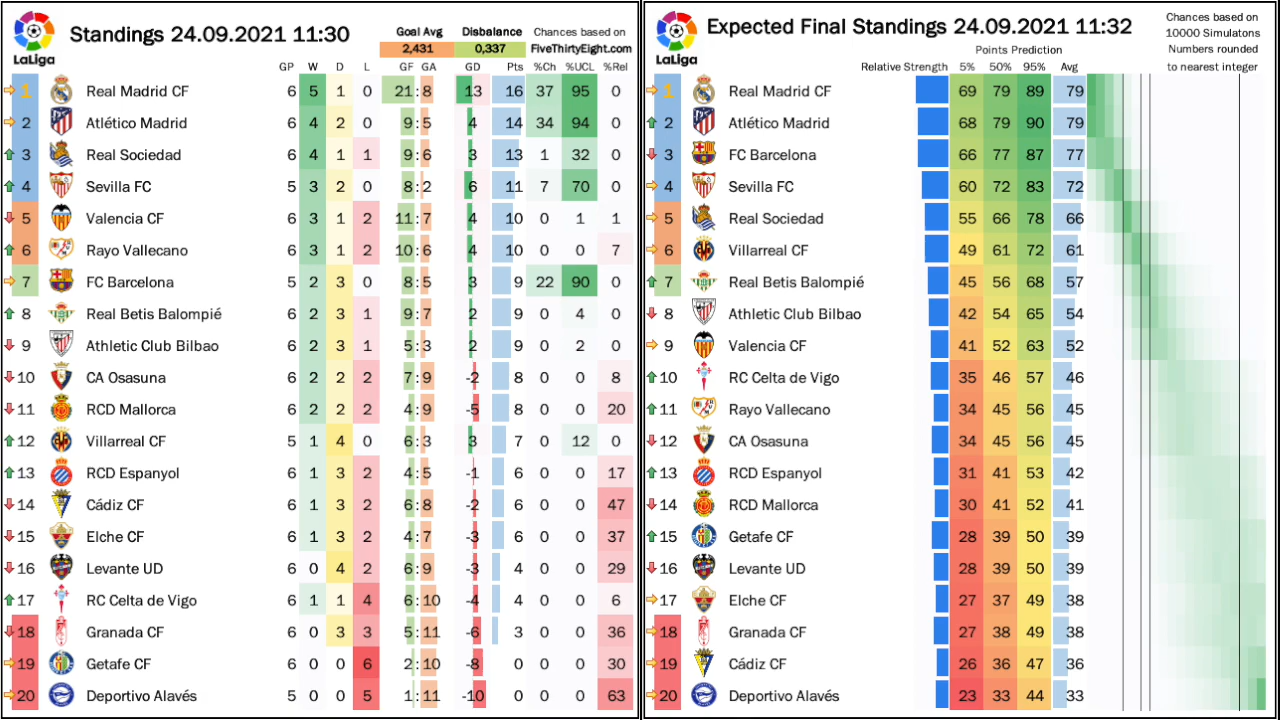 LaLiga
Standings 24.09.2021 11:30
Goal Avg Disbalance Chances based on
2,431 0,337 FiveThirtyEight.com
GP W D L GF GA GD Pts %Ch %UCL %Rel
1 Real Madrid CF 6 5 1 0 21:8 13 16 37 95 0
2 Atlético Madrid 6 4 2 0 9:5 4 14 34 94 0
3 Real Sociedad 6 4 1 1 9:6 3 13 1 32 0
4 Sevilla FC 5 3 2 0 8:2 6 11 7 70 0
5 Valencia CF 6 3 1 2 11:7 4 10 0 1 1
6 Rayo Vallecano 6 3 1 2 10:6 4 10 0 0 7
7 FC Barcelona 5 2 3 0 8:5 3 9 22 90 0
8 Real Betis Balompié 6 2 3 1 9:7 2 9 0 4 0
9 Athletic Club Bilbao 6 2 3 1 5:3 2 9 0 2 0
10 CA Osasuna 6 2 2 2 7:9 -2 8 0 0 8
11 RCD Mallorca 6 2 2 2 4:9 -5 8 0 0 20
12 Villarreal CF 5 1 4 0 6:3 3 7 0 12 0
13 RCD Espanyol 6 1 3 2 4:5 -1 6 0 0 17
14 Cádiz CF 6 1 3 2 6:8 -2 6 0 0 47
15 Elche CF 6 1 3 2 4:7 -3 6 0 0 37
16 Levante UD 6 0 4 2 6:9 -3 4 0 0 29
17 RC Celta de Vigo 6 1 1 4 6:10 -4 4 0 0 6
18 Granada CF 6 0 3 3 5:11 -6 3 0 0 36
19 Getafe CF 6 0 0 6 2:10 -8 0 0 0 30
20 Deportivo Alavés 5 0 0 5 1:11 -10 0 0 0 63
LaLiga
Expected Final Standings 24.09.2021 11:32
Chances based on
10000 Simulatons
Numbers rounded
to nearest integer
Points Prediction
Relative Strength 5% 50% 95% Avg
1 Real Madrid CF 69 79 89 79
2 Atlético Madrid 68 79 90 79
3 FC Barcelona 66 77 87 77
4 Sevilla FC 60 72 83 72
5 Real Sociedad 55 66 78 66
6 Villarreal CF 49 61 72 61
7 Real Betis Balompié 45 56 68 57
8 Athletic Club Bilbao 42 54 65 54
9 Valencia CF 41 52 63 52
10 RC Celta de Vigo 35 46 57 46
11 Rayo Vallecano 34 45 56 45
12 CA Osasuna 34 45 56 45
13 RCD Espanyol 31 41 53 42
14 RCD Mallorca 30 41 52 41
15 Getafe CF 28 39 50 39
16 Levante UD 28 39 50 39
17 Elche CF 27 37 49 38
18 Granada CF 27 38 49 38
19 Cádiz CF 26 36 47 36
20 Deportivo Alavés 23 33 44 33